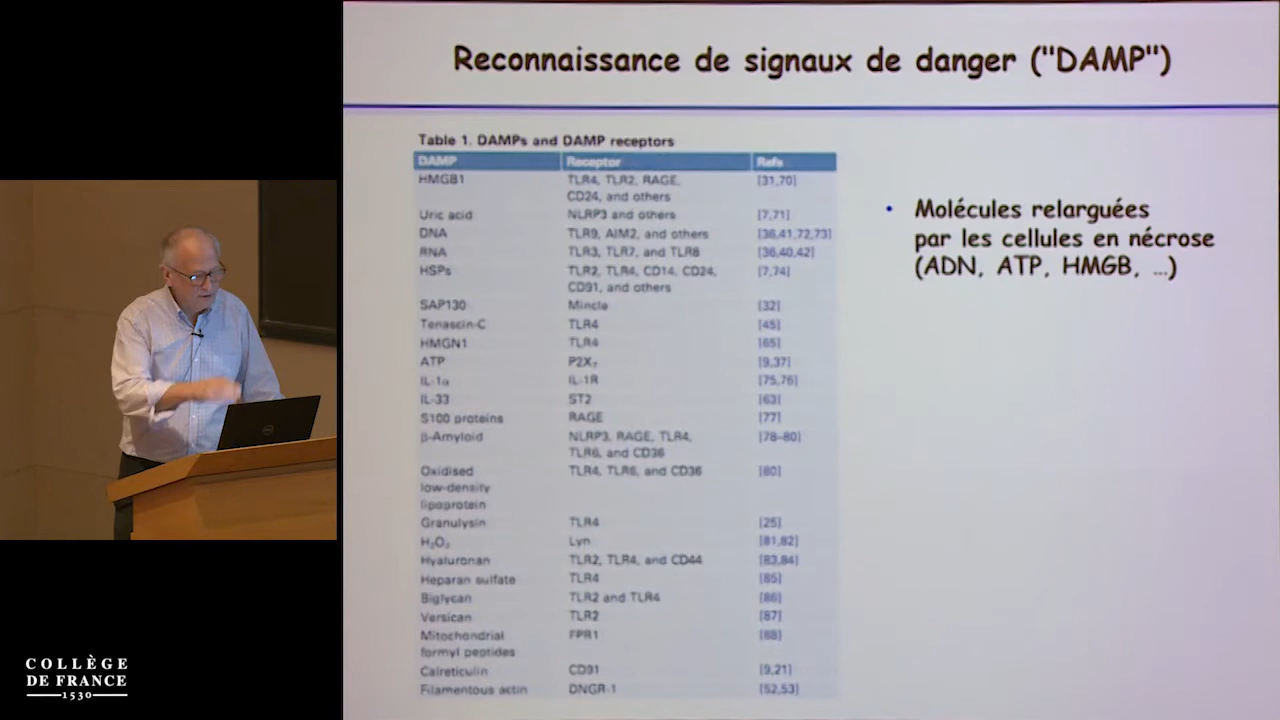 Reconnaissance de signaux de danger ("DAMP")
Table 1. DAMPs and DAMP receptors
DAMP Receptor Refs
HMGB1 TLR4, TLR2, RAGE, [31,70]
CD24, and others
Uric acid NLRP3 and others [7,71]
DNA TLR9, AIM2, and others [36,41,72,73]
RNA TLR3, TLR7, and TLR8 [36,40,42]
HSPs TLR2, TLR4, CD14, CD24, [7,74]
CD91, and others
SAP130 Mincle [32]
Tenascin-C TLR4 [45]
HMGN1 TLR4 [65]
ATP P2X₇ [9,37]
IL-1α IL-1R [75,76]
IL-33 ST2 [63]
S100 proteins RAGE [77]
β-Amyloid NLRP3, RAGE, TLR4, [78–80]
TLR6, and CD36
Oxidised TLR4, TLR6, and CD36 [80]
low-density
lipoprotein
Granulysin TLR4 [25]
H₂O₂ Lyn [81,82]
Hyaluronan TLR2, TLR4, and CD44 [83,84]
Heparan sulfate TLR4 [85]
Biglycan TLR2 and TLR4 [86]
Versican TLR2 [87]
Mitochondrial FPR1 [88]
formyl peptides
Calreticulin CD91 [9,21]
Filamentous actin DNGR-1 [52,53]
• Molécules relarguées
par les cellules en nécrose
(ADN, ATP, HMGB, ...)
COLLÈGE
DE FRANCE
1530